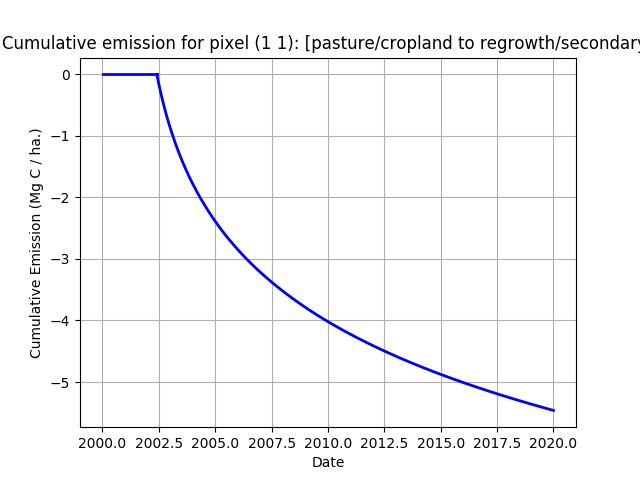 Cumulative emission for pixel (1 1): [pasture/cropland to regrowth/secondary
0
−1
−2
−3
−4
−5
Cumulative Emission (Mg C / ha.)
2000.0 2002.5 2005.0 2007.5 2010.0 2012.5 2015.0 2017.5 2020.0
Date